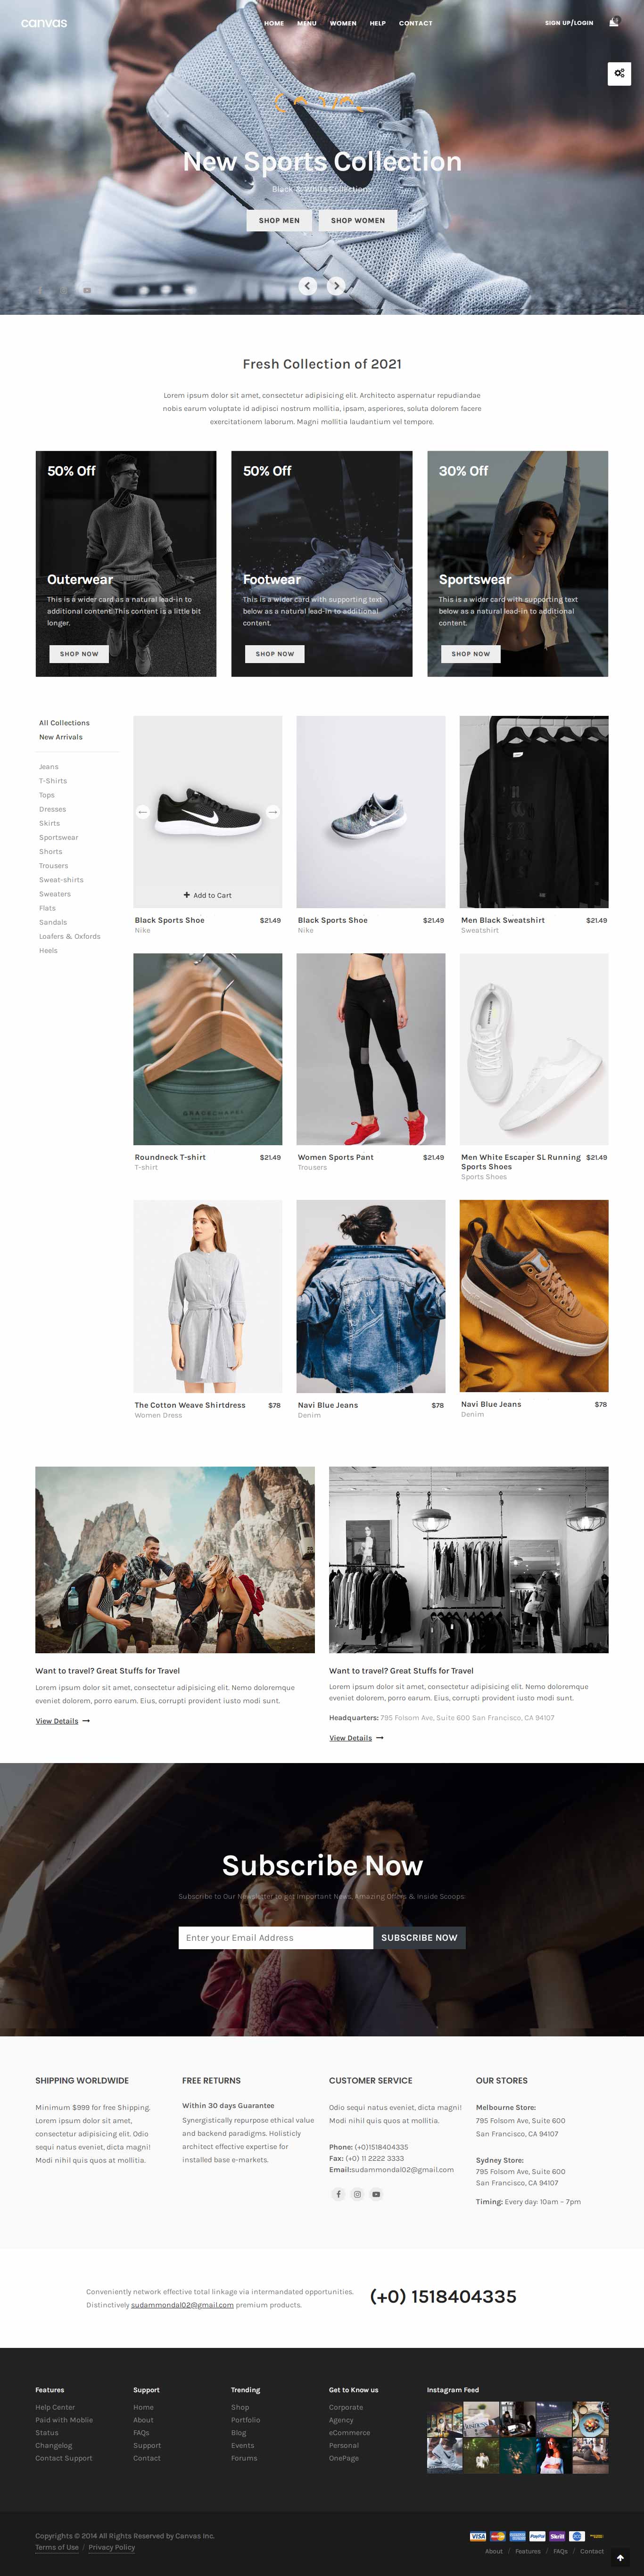 canvas
HOME MENU WOMEN HELP CONTACT
SIGN UP/LOGIN
New Sports Collection
Black & White Collection
SHOP MEN
SHOP WOMEN
Fresh Collection of 2021
Lorem ipsum dolor sit amet, consectetur adipisicing elit. Architecto aspernatur repudiandae
nobis earum voluptate id adipisci nostrum mollitia, ipsam, asperiores, soluta dolorem facere
exercitationem laborum. Magni mollitia laudantium vel tempore.
50% Off
Outerwear
This is a wider card as a natural lead-in to
additional content. This content is a little bit
longer.
SHOP NOW
50% Off
Footwear
This is a wider card with supporting text
below as a natural lead-in to additional
content.
SHOP NOW
30% Off
Sportswear
This is a wider card with supporting text
below as a natural lead-in to additional
content.
SHOP NOW
All Collections
New Arrivals
Jeans
T-Shirts
Tops
Dresses
Skirts
Sportswear
Shorts
Trousers
Sweat-shirts
Sweaters
Flats
Sandals
Loafers & Oxfords
Heels
Add to Cart
Black Sports Shoe $21.49
Nike
Black Sports Shoe $21.49
Nike
Men Black Sweatshirt $21.49
Sweatshirt
Roundneck T-shirt $21.49
T-shirt
Women Sports Pant $21.49
Trousers
Men White Escaper SL Running $21.49
Sports Shoes
Sports Shoes
The Cotton Weave Shirtdress $78
Women Dress
Navi Blue Jeans $78
Denim
Navi Blue Jeans $78
Denim
Want to travel? Great Stuffs for Travel
Lorem ipsum dolor sit amet, consectetur adipisicing elit. Nemo doloremque
eveniet dolorem, porro earum. Eius, corrupti provident iusto modi sunt.
View Details
Want to travel? Great Stuffs for Travel
Lorem ipsum dolor sit amet, consectetur adipisicing elit. Nemo doloremque
eveniet dolorem, porro earum. Eius, corrupti provident iusto modi sunt.
Headquarters: 795 Folsom Ave, Suite 600 San Francisco, CA 94107
View Details
Subscribe Now
Subscribe to Our Newsletter to get Important News, Amazing Offers & Inside Scoops:
Enter your Email Address
SUBSCRIBE NOW
SHIPPING WORLDWIDE
Minimum $999 for free Shipping.
Lorem ipsum dolor sit amet,
consectetur adipisicing elit. Odio
sequi natus eveniet, dicta magni!
Modi nihil quis quos at mollitia.
FREE RETURNS
Within 30 days Guarantee
Synergistically repurpose ethical value
and backend paradigms. Holisticly
architect effective expertise for
installed base e-markets.
CUSTOMER SERVICE
Odio sequi natus eveniet, dicta magni!
Modi nihil quis quos at mollitia.
Phone: (+0)1518404335
Fax: (+0) 11 2222 3333
Email:sudammondal02@gmail.com
OUR STORES
Melbourne Store:
795 Folsom Ave, Suite 600
San Francisco, CA 94107
Sydney Store:
795 Folsom Ave, Suite 600
San Francisco, CA 94107
Timing: Every day: 10am - 7pm
Conveniently network effective total linkage via intermandated opportunities.
Distinctively sudammondal02@gmail.com premium products.
(+0) 1518404335
Features
Help Center
Paid with Moblie
Status
Changelog
Contact Support
Support
Home
About
FAQs
Support
Contact
Trending
Shop
Portfolio
Blog
Events
Forums
Get to Know us
Corporate
Agency
eCommerce
Personal
OnePage
Instagram Feed
Copyrights © 2014 All Rights Reserved by Canvas Inc.
Terms of Use / Privacy Policy
VISA PayPal Skrill
About / Features / FAQs / Contact